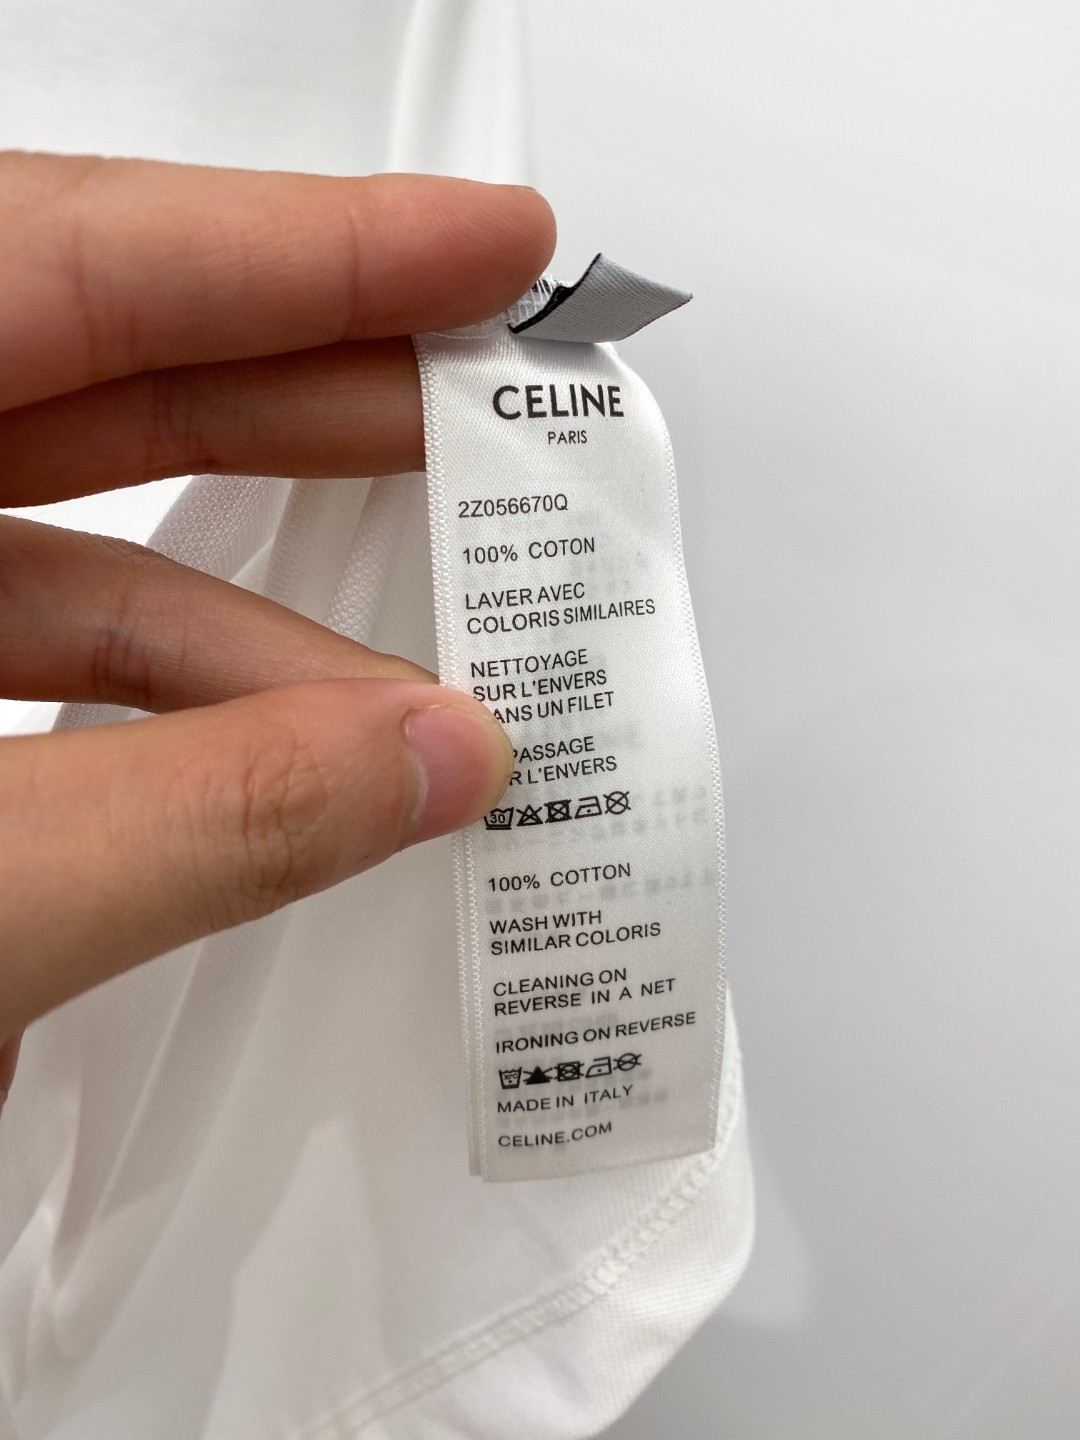 CELINE
PARIS
2Z056670Q
100% COTON
LAVER AVEC
COLORIS SIMILAIRES
NETTOYAGE
SUR L'ENVERS
ANS UN FILET
PASSAGE
R L'ENVERS
30
100% COTTON
WASH WITH
SIMILAR COLORIS
CLEANING ON
REVERSE IN A NET
IRONING ON REVERSE
MADE IN ITALY
CELINE.COM